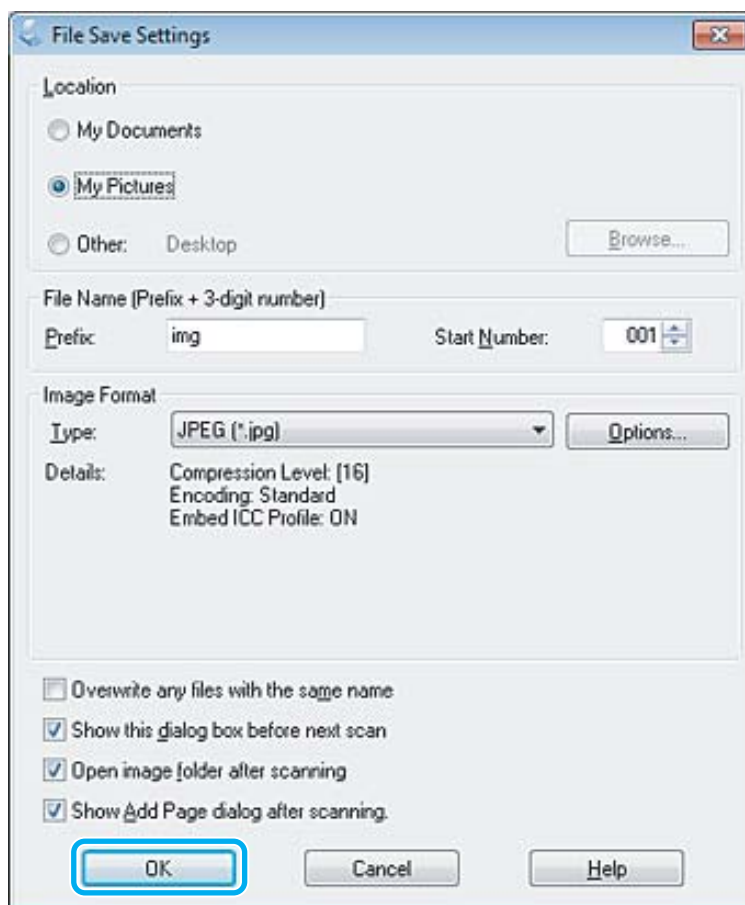 File Save Settings
Location
My Documents
My Pictures
Other: Desktop Browse...
File Name (Prefix + 3-digit number)
Prefix: img Start Number: 001
Image Format
Type: JPEG (*.jpg) Options...
Details: Compression Level: [16]
Encoding: Standard
Embed ICC Profile: ON
Overwrite any files with the same name
Show this dialog box before next scan
Open image folder after scanning
Show Add Page dialog after scanning.
OK Cancel Help